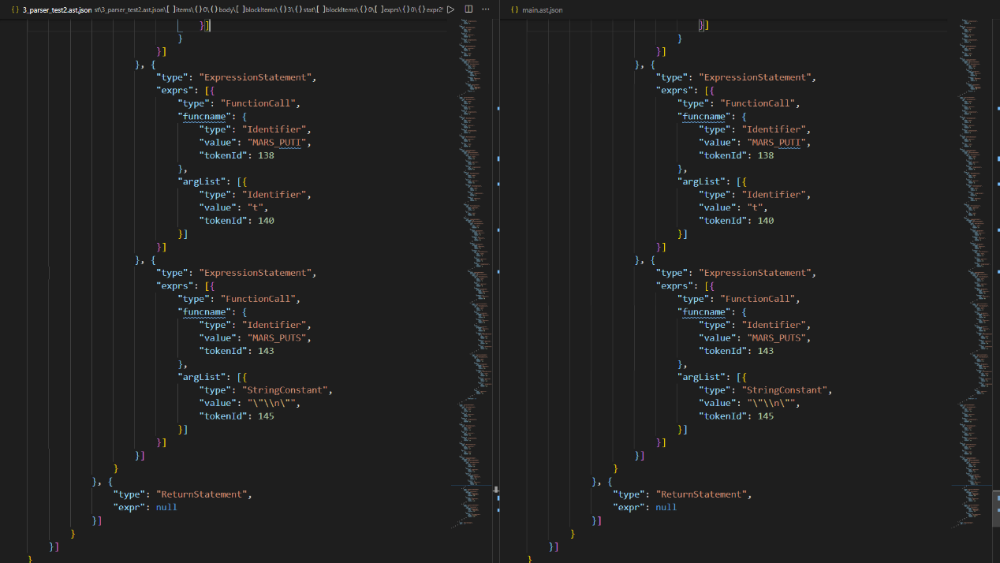 {} 3_parser_test2.ast.json st\3_parser_test2.ast.json\[ ]items\{}0\{}body\[ ]blockItems\{}3\{}stat\[ ]blockItems\{}0\[ ]exprs\{}0\{}expr2\ ...
}]
}
}]
}, {
"type": "ExpressionStatement",
"exprs": [{
"type": "FunctionCall",
"funcname": {
"type": "Identifier",
"value": "MARS_PUTI",
"tokenId": 138
},
"argList": [{
"type": "Identifier",
"value": "t",
"tokenId": 140
}]
}]
}, {
"type": "ExpressionStatement",
"exprs": [{
"type": "FunctionCall",
"funcname": {
"type": "Identifier",
"value": "MARS_PUTS",
"tokenId": 143
},
"argList": [{
"type": "StringConstant",
"value": "\"\\n\"",
"tokenId": 145
}]
}]
}]
}
}, {
"type": "ReturnStatement",
"expr": null
}]
}
}]
}
{} main.ast.json
}]
}
}]
}, {
"type": "ExpressionStatement",
"exprs": [{
"type": "FunctionCall",
"funcname": {
"type": "Identifier",
"value": "MARS_PUTI",
"tokenId": 138
},
"argList": [{
"type": "Identifier",
"value": "t",
"tokenId": 140
}]
}]
}, {
"type": "ExpressionStatement",
"exprs": [{
"type": "FunctionCall",
"funcname": {
"type": "Identifier",
"value": "MARS_PUTS",
"tokenId": 143
},
"argList": [{
"type": "StringConstant",
"value": "\"\\n\"",
"tokenId": 145
}]
}]
}]
}
}, {
"type": "ReturnStatement",
"expr": null
}]
}
}]
}